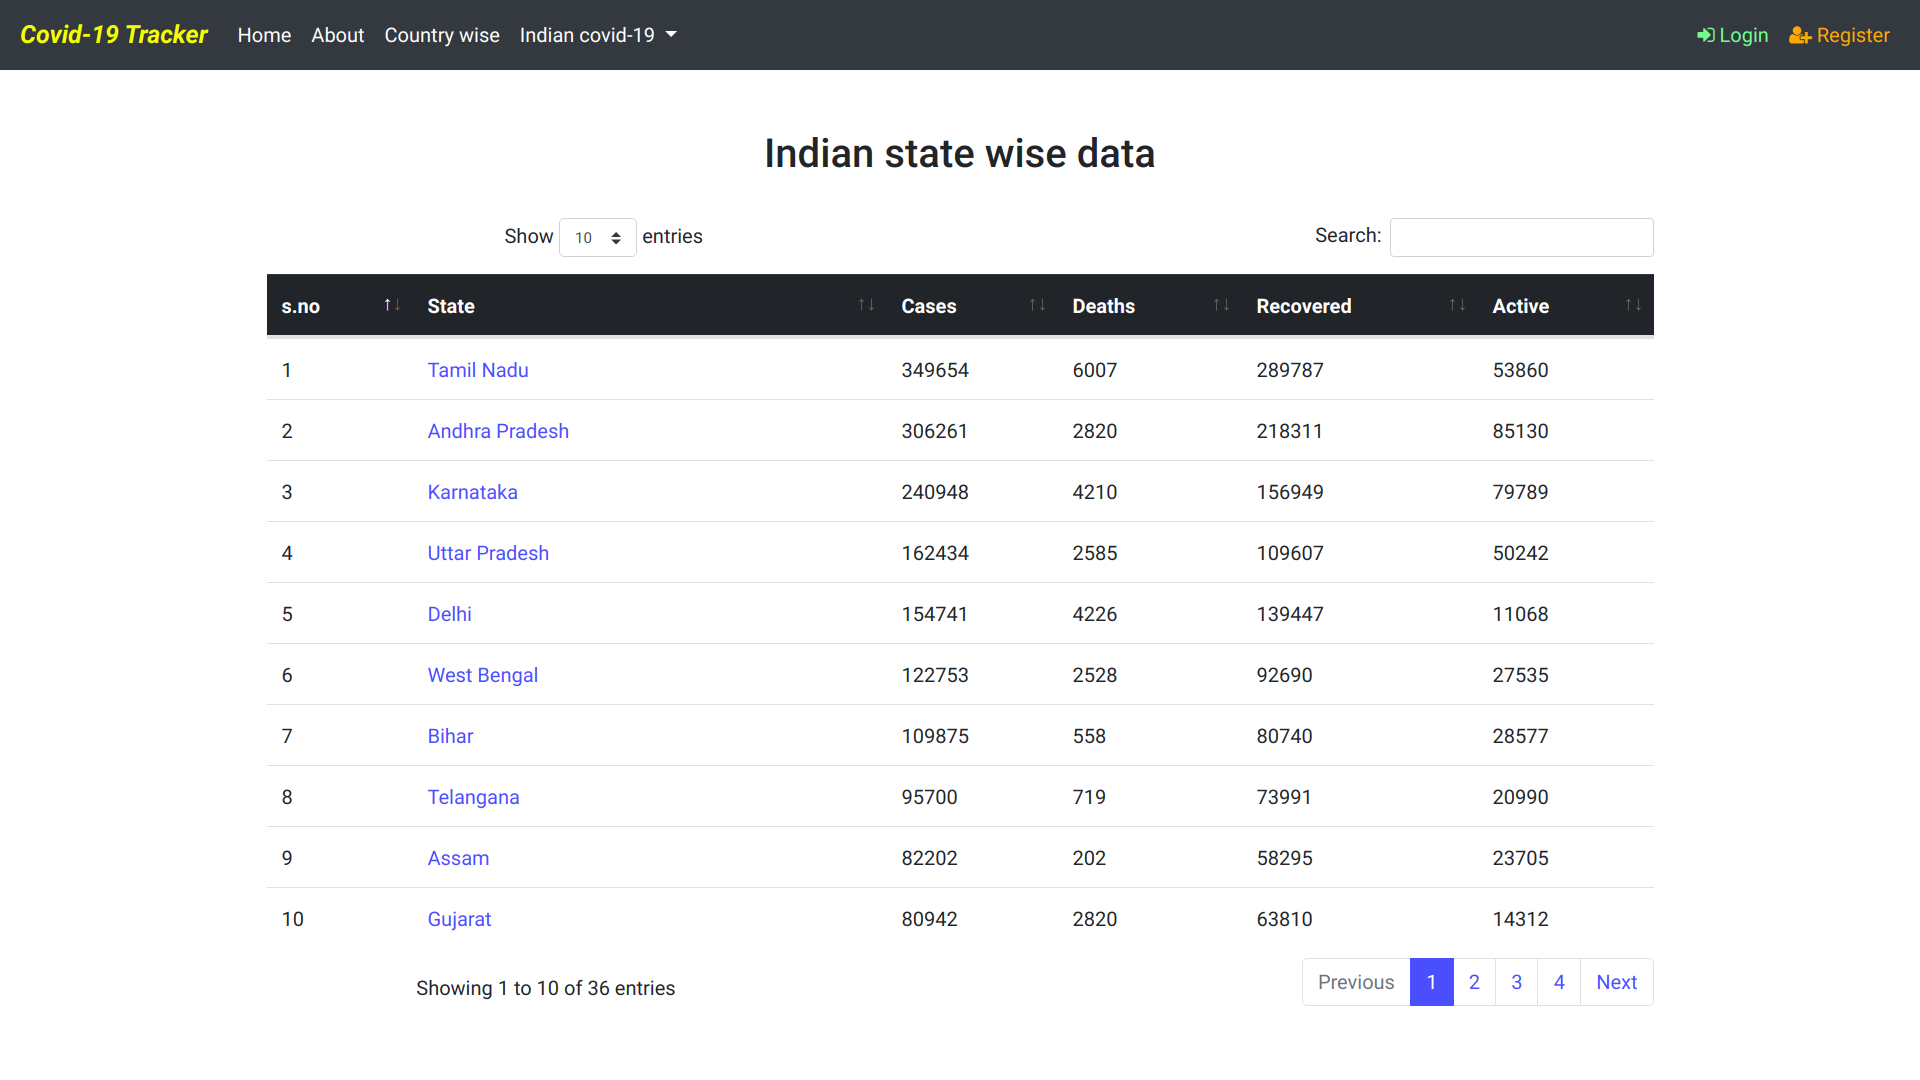 Covid-19 Tracker Home About Country wise Indian covid-19 Login Register
Indian state wise data
Show 10 entries Search:
s.no State Cases Deaths Recovered Active
1 Tamil Nadu 349654 6007 289787 53860
2 Andhra Pradesh 306261 2820 218311 85130
3 Karnataka 240948 4210 156949 79789
4 Uttar Pradesh 162434 2585 109607 50242
5 Delhi 154741 4226 139447 11068
6 West Bengal 122753 2528 92690 27535
7 Bihar 109875 558 80740 28577
8 Telangana 95700 719 73991 20990
9 Assam 82202 202 58295 23705
10 Gujarat 80942 2820 63810 14312
Showing 1 to 10 of 36 entries Previous 1 2 3 4 Next